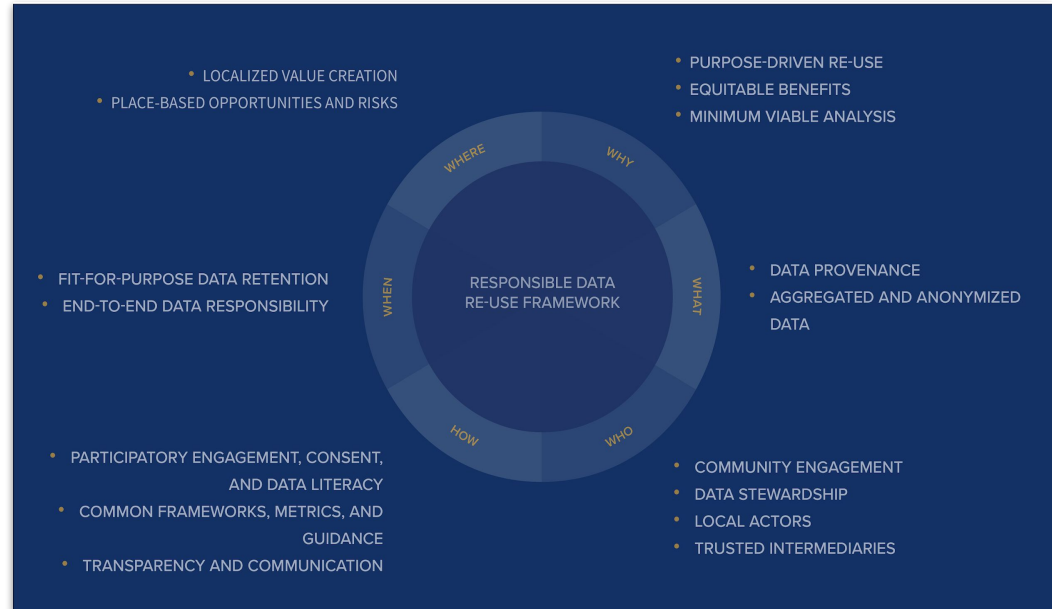 • LOCALIZED VALUE CREATION
• PLACE-BASED OPPORTUNITIES AND RISKS
• PURPOSE-DRIVEN RE-USE
• EQUITABLE BENEFITS
• MINIMUM VIABLE ANALYSIS
WHERE
WHY
• FIT-FOR-PURPOSE DATA RETENTION
• END-TO-END DATA RESPONSIBILITY
WHEN
RESPONSIBLE DATA
RE-USE FRAMEWORK
WHAT
• DATA PROVENANCE
• AGGREGATED AND ANONYMIZED
DATA
HOW
WHO
• PARTICIPATORY ENGAGEMENT, CONSENT,
AND DATA LITERACY
• COMMON FRAMEWORKS, METRICS, AND
GUIDANCE
• TRANSPARENCY AND COMMUNICATION
• COMMUNITY ENGAGEMENT
• DATA STEWARDSHIP
• LOCAL ACTORS
• TRUSTED INTERMEDIARIES